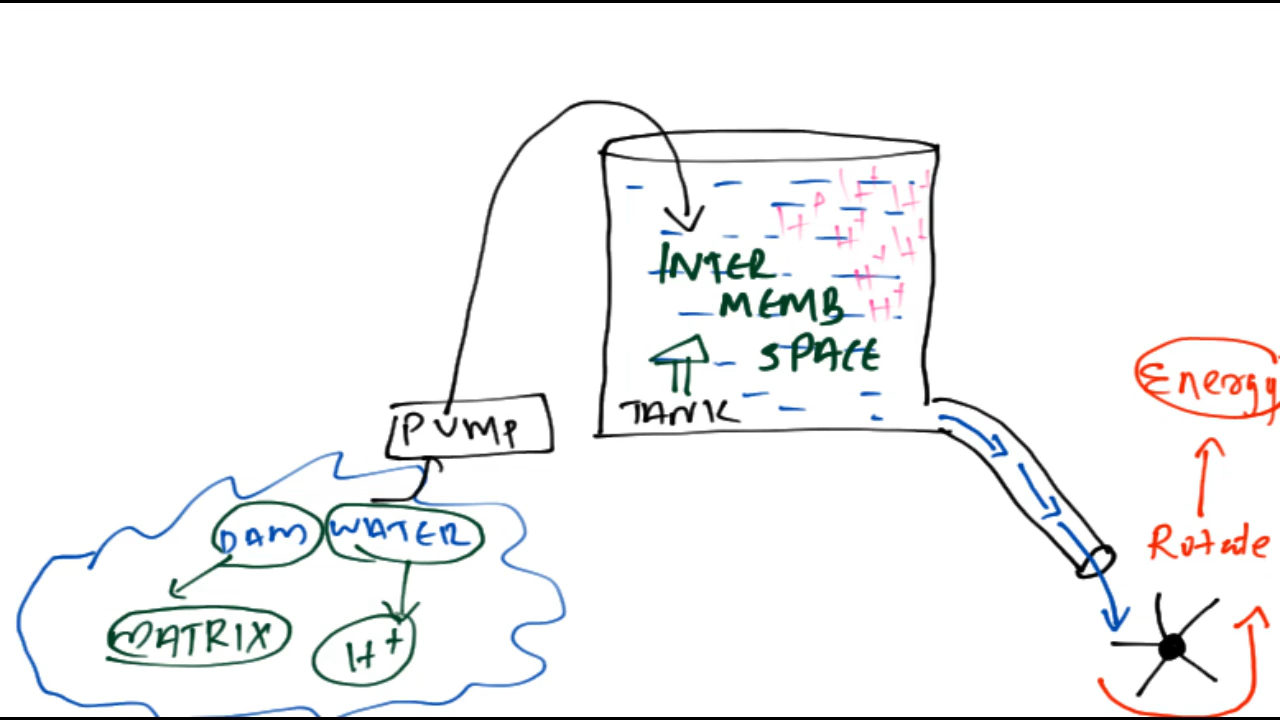 INTER
MEMB
SPACE
TANK
H+
H+
H+
H+
H+
H+
PUMP
DAM WATER
MATRIX H+
Energy
Rotate